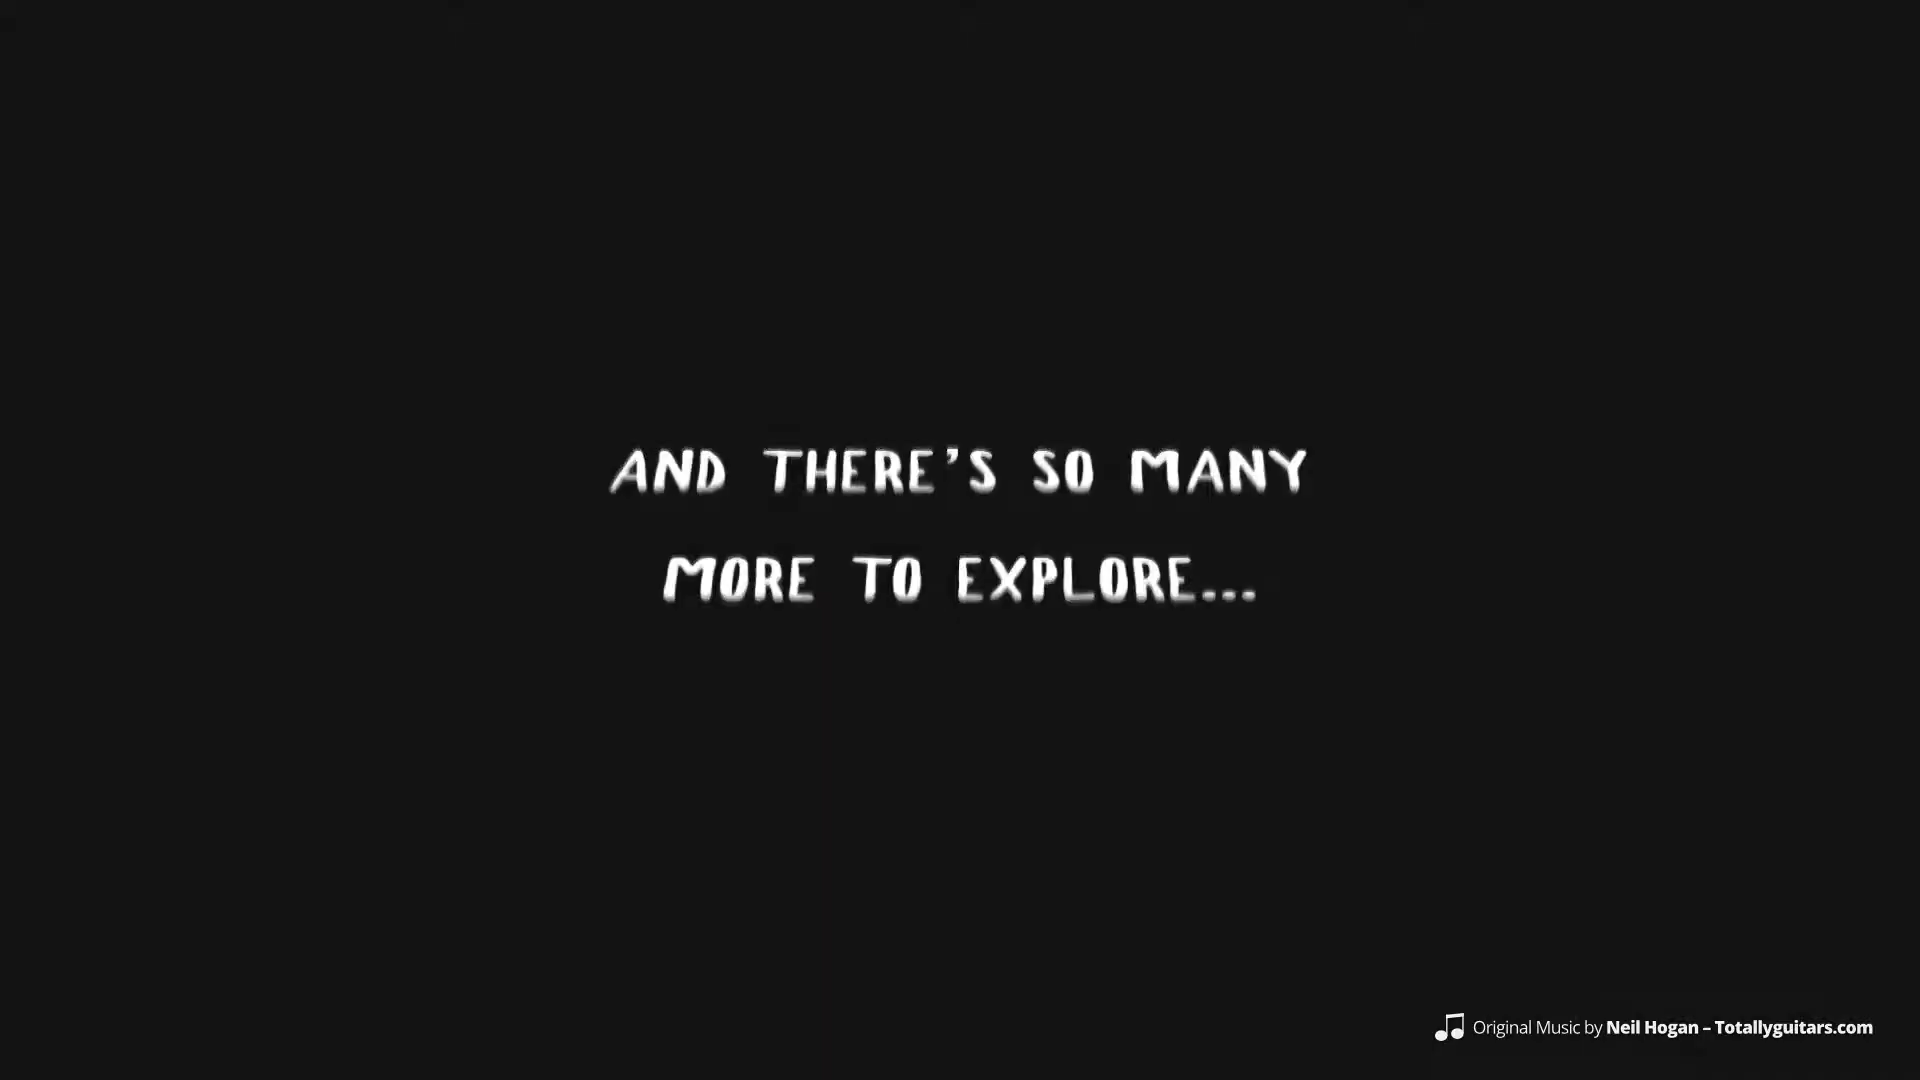 AND THERE'S SO MANY
MORE TO EXPLORE...
Original Music by Neil Hogan – Totallyguitars.com